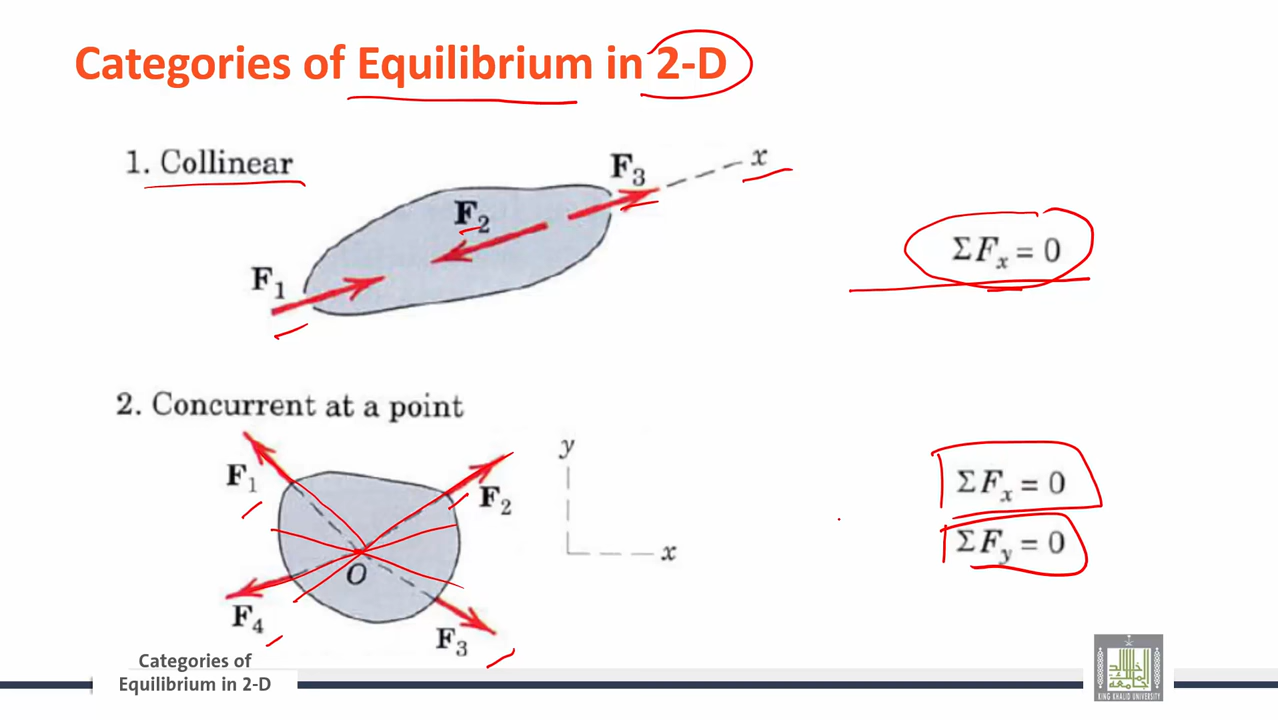 Categories of Equilibrium in 2-D
1. Collinear
F₃
x
F₂
F₁
ΣFₓ = 0
2. Concurrent at a point
y
F₁
F₂
ΣFₓ = 0
ΣFᵧ = 0
x
O
F₄
F₃
Categories of
Equilibrium in 2-D
KING KHALID UNIVERSITY